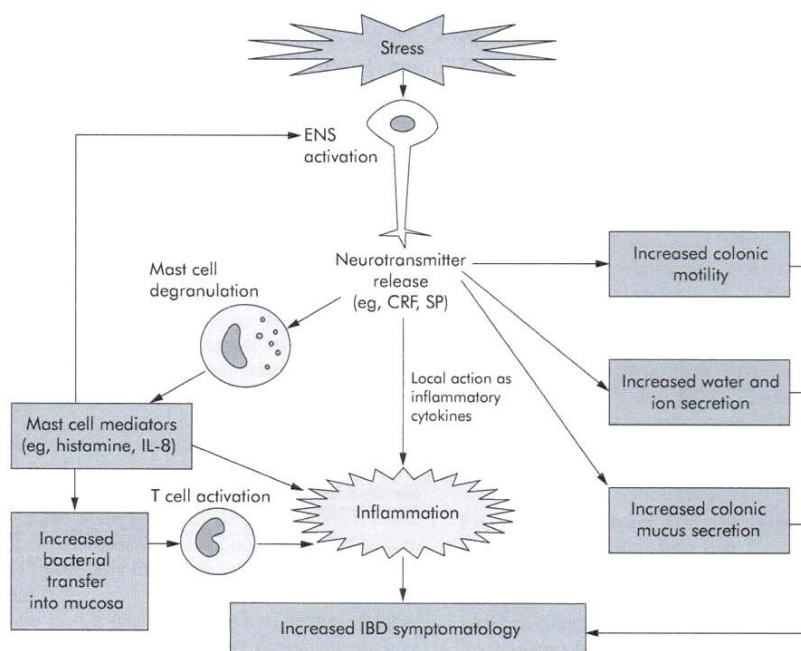 Stress
ENS
activation
Neurotransmitter
release
(eg, CRF, SP)
Mast cell
degranulation
Increased colonic
motility
Increased water and
ion secretion
Local action as
inflammatory
cytokines
Mast cell mediators
(eg, histamine, IL-8)
T cell activation
Inflammation
Increased colonic
mucus secretion
Increased
bacterial
transfer
into mucosa
Increased IBD symptomatology